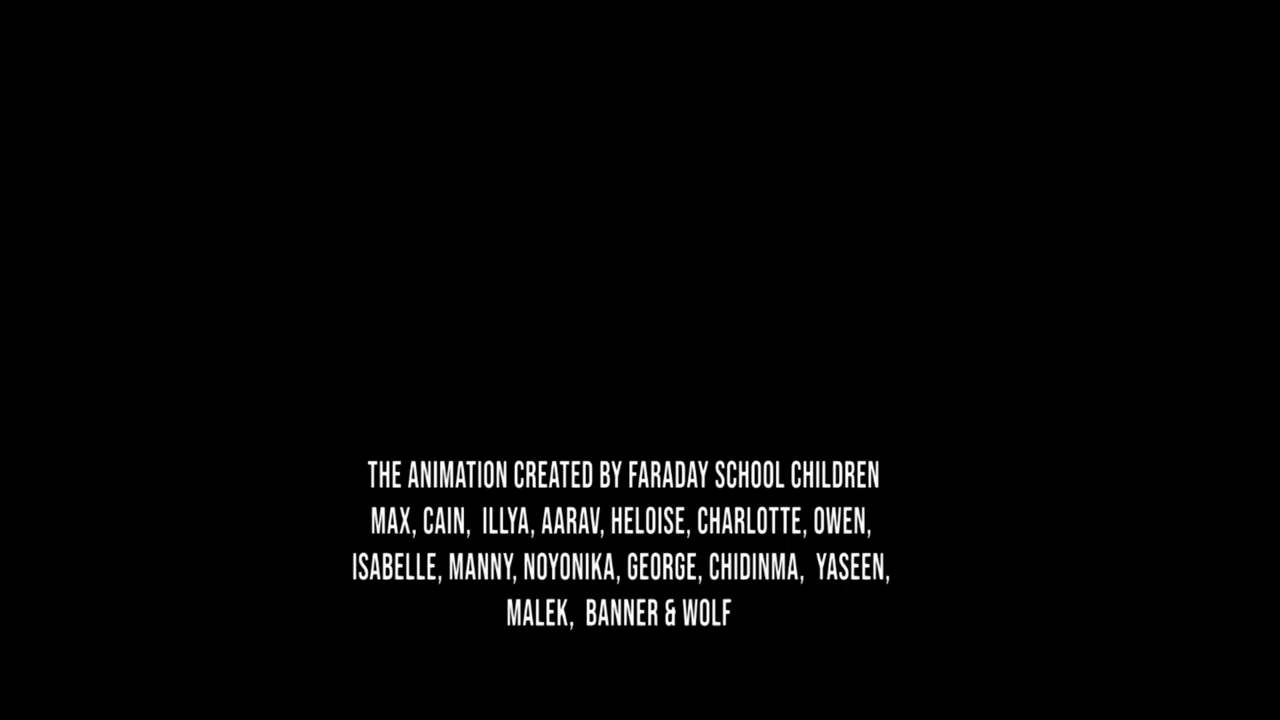 THE ANIMATION CREATED BY FARADAY SCHOOL CHILDREN
MAX, CAIN,  ILLYA, AARAV, HELOISE, CHARLOTTE, OWEN,
ISABELLE, MANNY, NOYONIKA, GEORGE, CHIDINMA,  YASEEN,
MALEK,  BANNER & WOLF